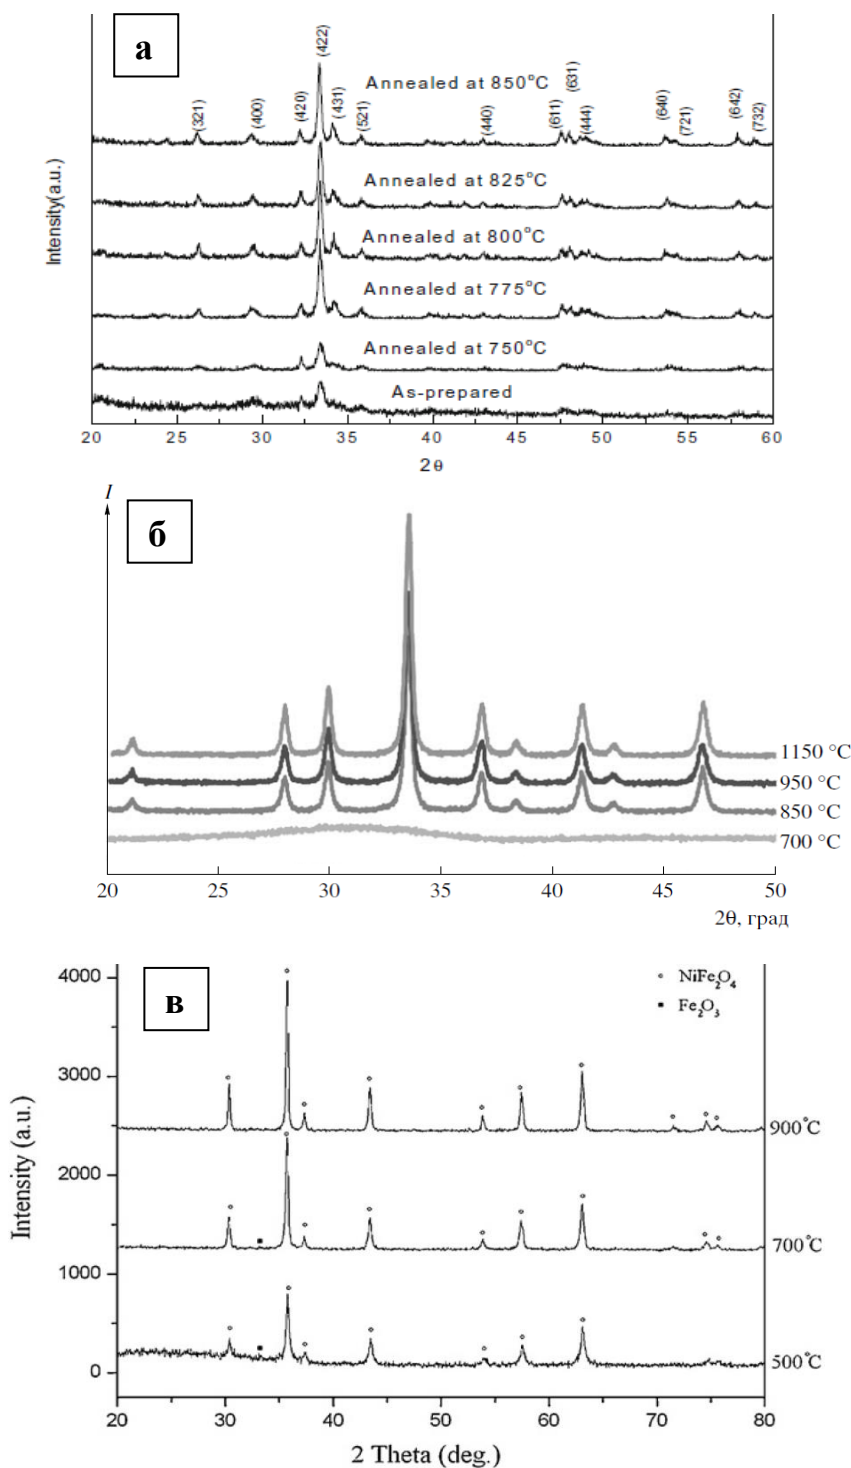 а
(422)
Annealed at 850°C
(631)
(321)
(400)
(420)
(431)
(521)
(440)
(611)
(444)
(640)
(721)
(642)
(732)
Annealed at 825°C
Annealed at 800°C
Annealed at 775°C
Annealed at 750°C
As-prepared
Intensity(a.u.)
20 25 30 35 40 45 50 55 60
2θ
I
б
1150 °C
950 °C
850 °C
700 °C
20 25 30 35 40 45 50
2θ, град
в
NiFe₂O₄
Fe₂O₃
4000
3000
2000
1000
0
900°C
700°C
500°C
Intensity (a.u.)
20 30 40 50 60 70 80
2 Theta (deg.)